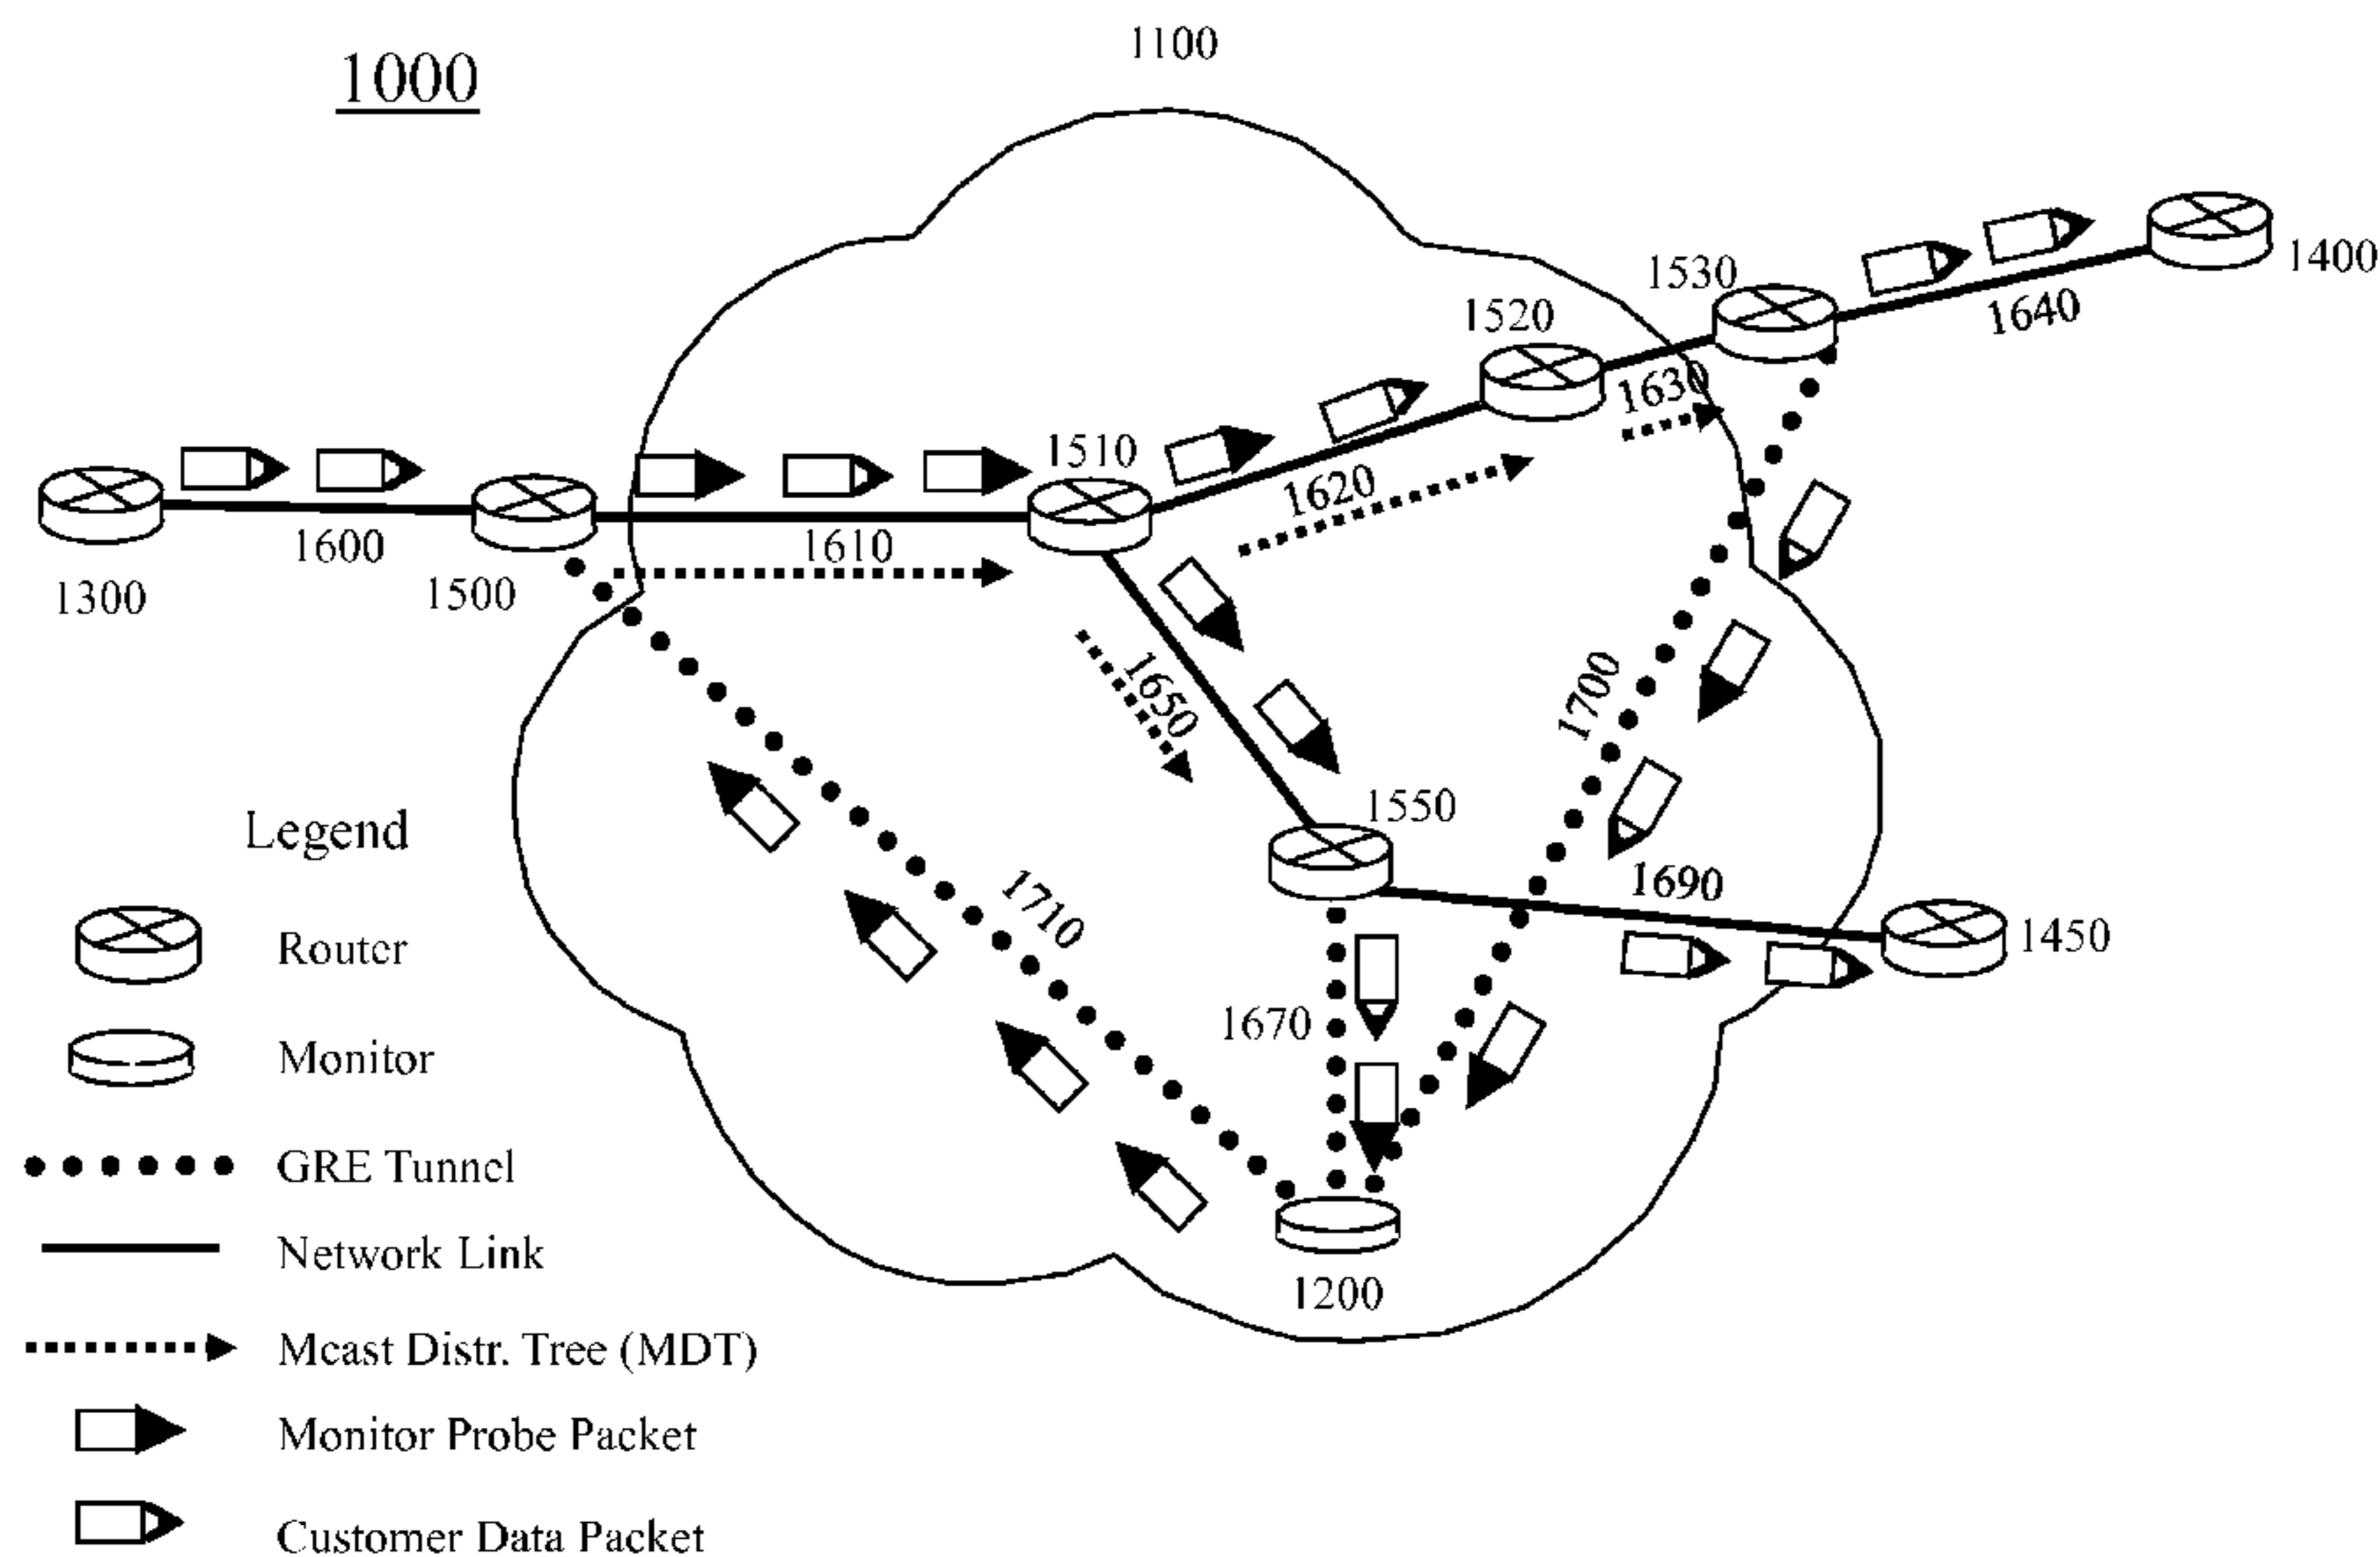 1000
1100
1400
1530
1640
1520
1630
1510
1620
1600
1610
1300
1500
1650
1700
1550
1690
1710
1450
1670
1200
Legend
Router
Monitor
GRE Tunnel
Network Link
Mcast Distr. Tree (MDT)
Monitor Probe Packet
Customer Data Packet